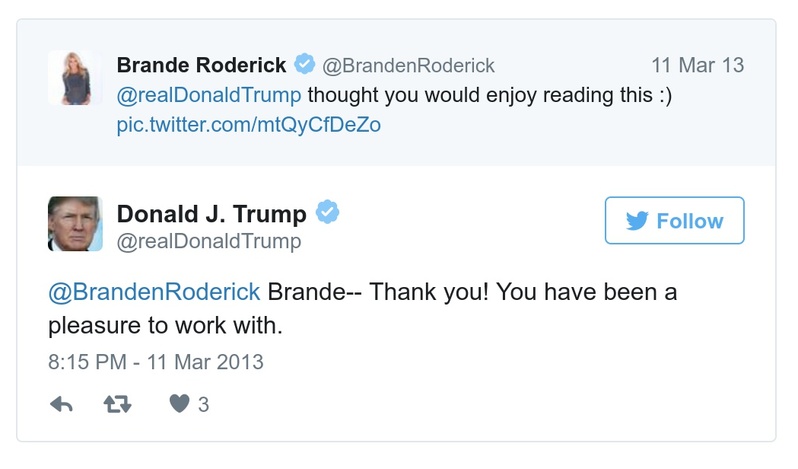 Brande Roderick @BrandenRoderick 11 Mar 13
@realDonaldTrump thought you would enjoy reading this :)
pic.twitter.com/mtQyCfDeZo
Donald J. Trump
@realDonaldTrump
Follow
@BrandenRoderick Brande-- Thank you! You have been a
pleasure to work with.
8:15 PM - 11 Mar 2013
3